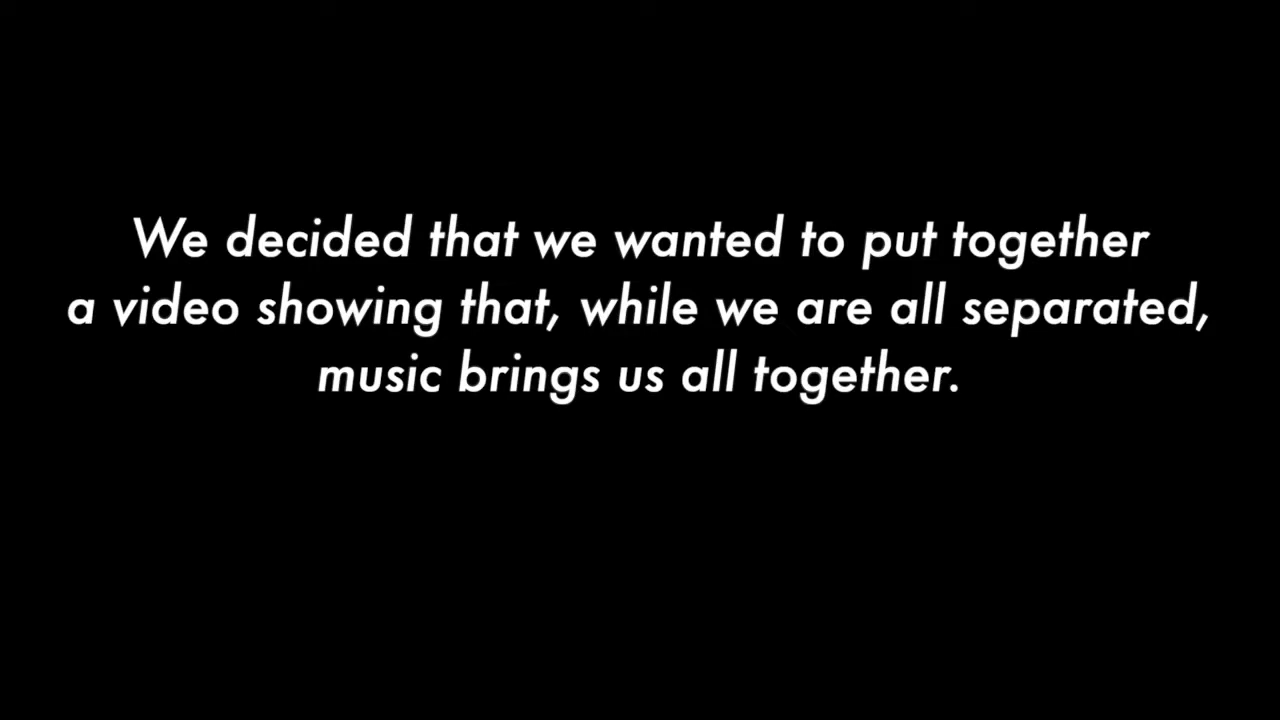 We decided that we wanted to put together
a video showing that, while we are all separated,
music brings us all together.